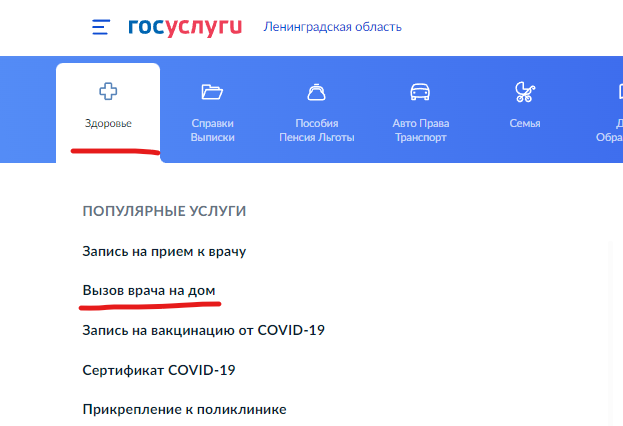 госуслуги Ленинградская область
Здоровье
Справки
Выписки
Пособия
Пенсия Льготы
Авто Права
Транспорт
Семья
ПОПУЛЯРНЫЕ УСЛУГИ
Запись на прием к врачу
Вызов врача на дом
Запись на вакцинацию от COVID-19
Сертификат COVID-19
Прикрепление к поликлинике